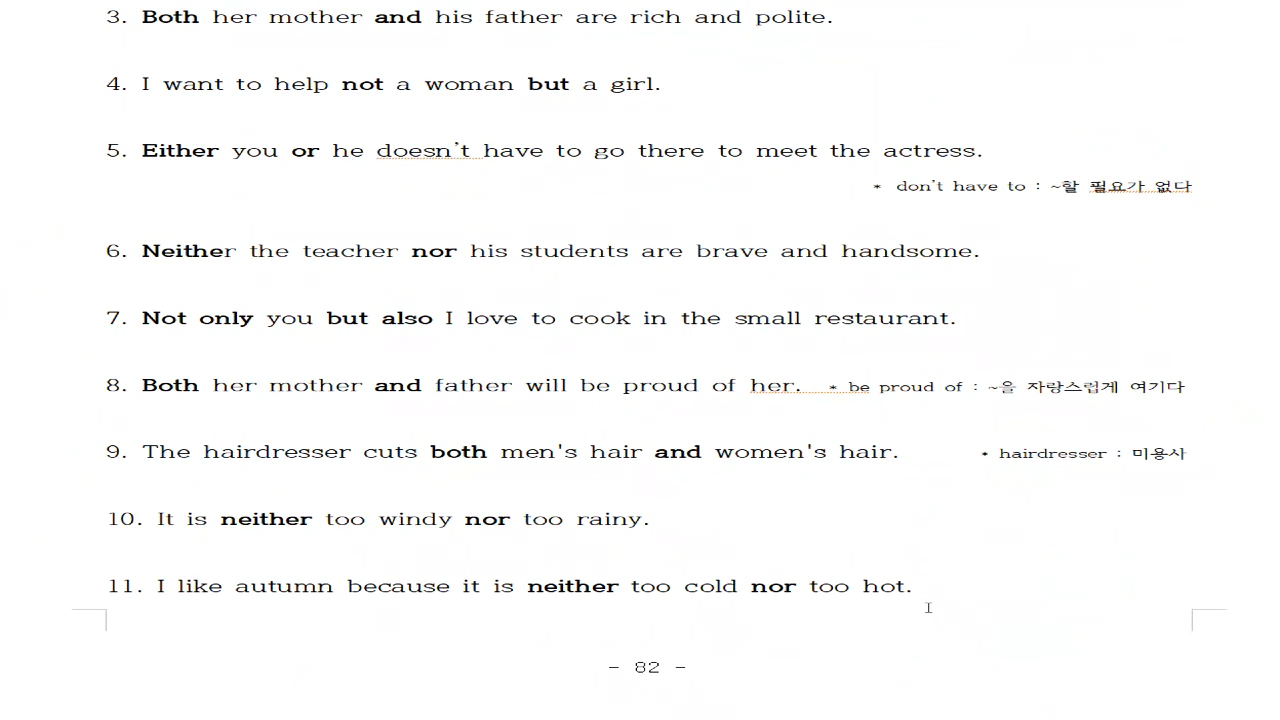 3. Both her mother and his father are rich and polite.
4. I want to help not a woman but a girl.
5. Either you or he doesn't have to go there to meet the actress.
* don't have to : ~할 필요가 없다
6. Neither the teacher nor his students are brave and handsome.
7. Not only you but also I love to cook in the small restaurant.
8. Both her mother and father will be proud of her. * be proud of : ~을 자랑스럽게 여기다
9. The hairdresser cuts both men's hair and women's hair. * hairdresser : 미용사
10. It is neither too windy nor too rainy.
11. I like autumn because it is neither too cold nor too hot.
- 82 -